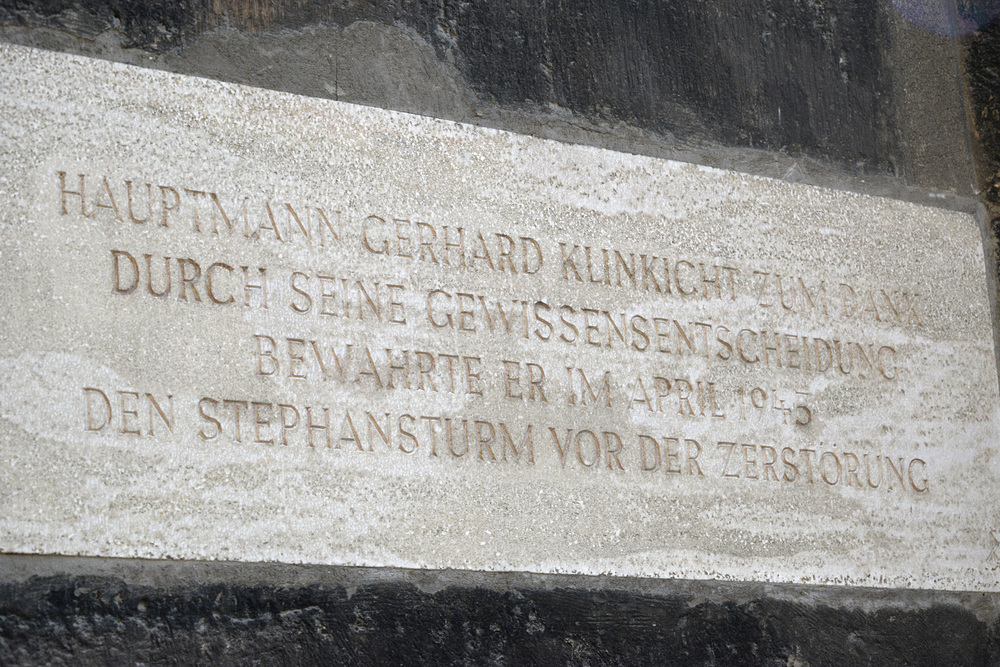 HAUPTMANN GERHARD KLINKICHT ZUM DANK
DURCH SEINE GEWISSENSENTSCHEIDUNG
BEWAHRTE ER IM APRIL 1945
DEN STEPHANSTURM VOR DER ZERSTÖRUNG